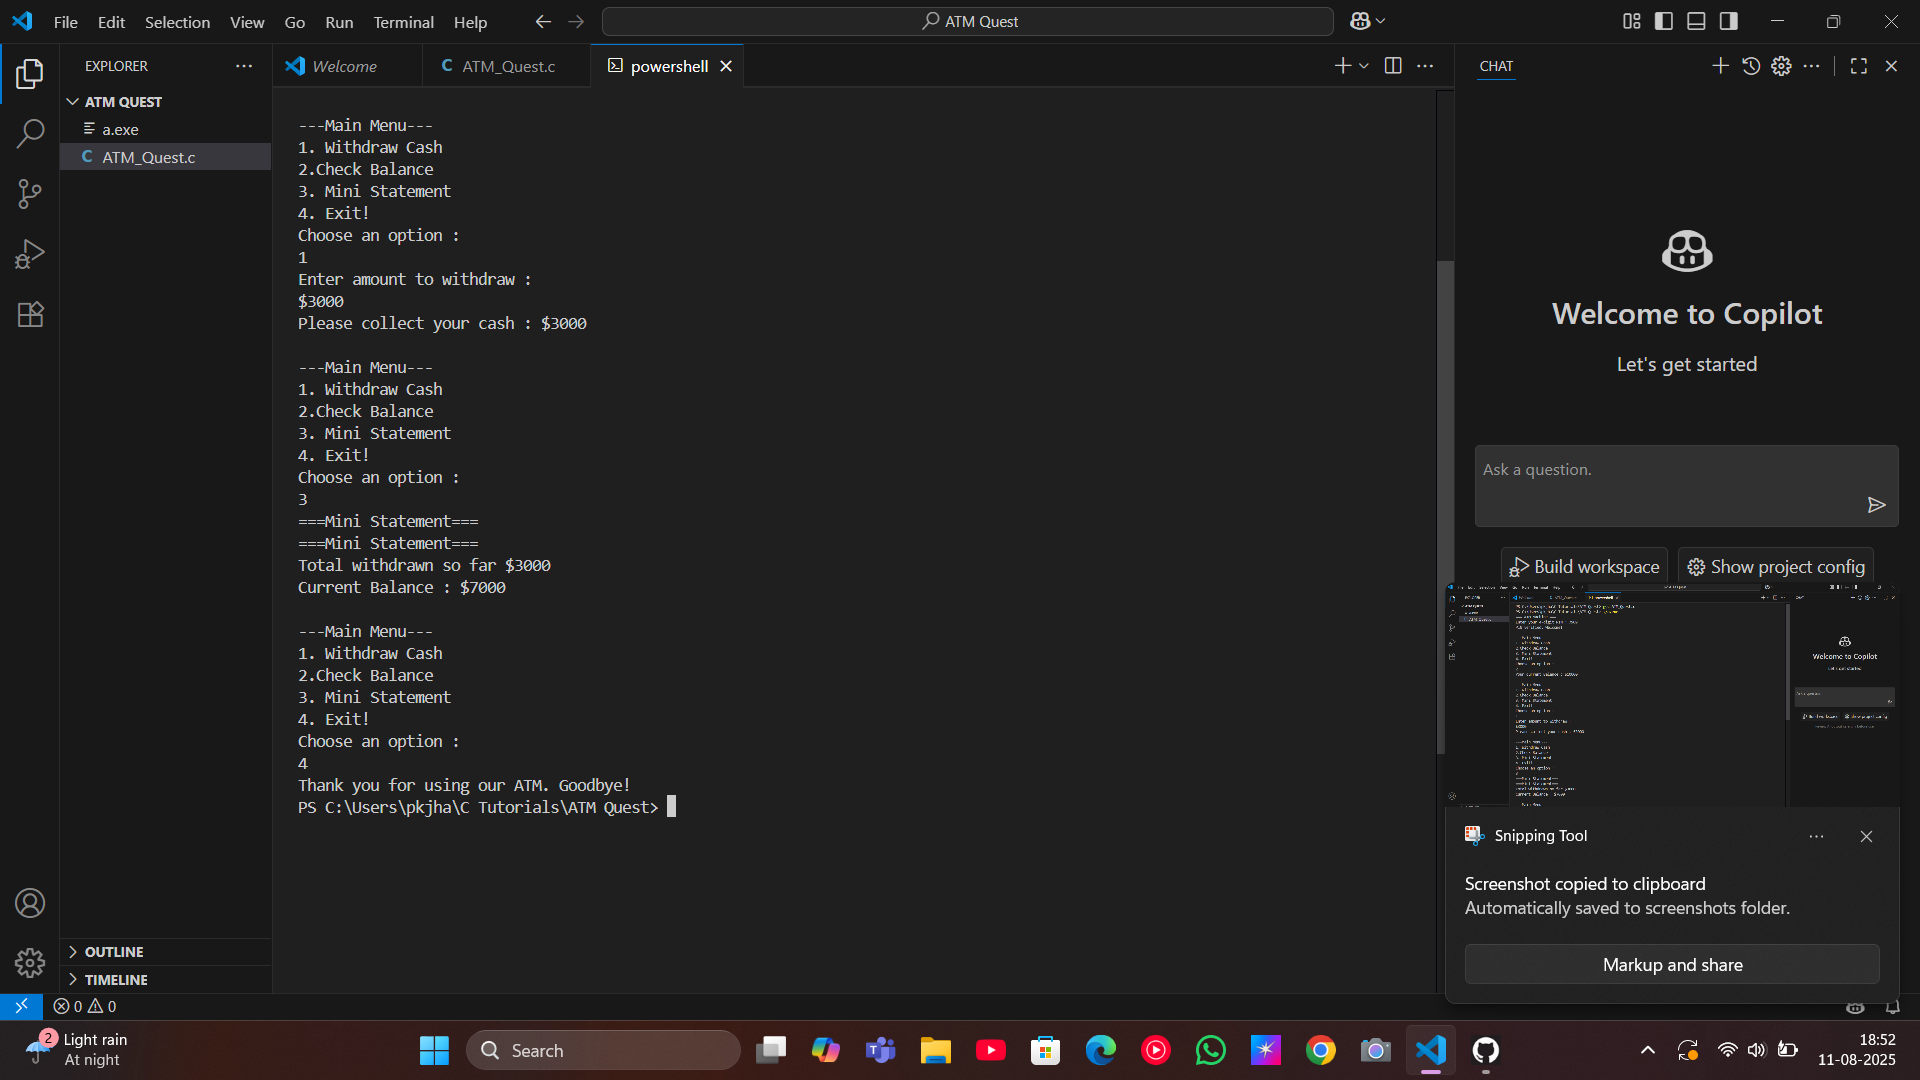 File Edit Selection View Go Run Terminal Help
ATM Quest
EXPLORER
ATM QUEST
a.exe
C ATM_Quest.c
OUTLINE
TIMELINE
Welcome
C ATM_Quest.c
powershell
---Main Menu---
1. Withdraw Cash
2.Check Balance
3. Mini Statement
4. Exit!
Choose an option :
1
Enter amount to withdraw :
$3000
Please collect your cash : $3000
---Main Menu---
1. Withdraw Cash
2.Check Balance
3. Mini Statement
4. Exit!
Choose an option :
3
===Mini Statement===
===Mini Statement===
Total withdrawn so far $3000
Current Balance : $7000
---Main Menu---
1. Withdraw Cash
2.Check Balance
3. Mini Statement
4. Exit!
Choose an option :
4
Thank you for using our ATM. Goodbye!
PS C:\Users\pkjha\C Tutorials\ATM Quest>
CHAT
Welcome to Copilot
Let's get started
Ask a question.
Build workspace
Show project config
Welcome to Copilot
Let's get started
Snipping Tool
Screenshot copied to clipboard
Automatically saved to screenshots folder.
Markup and share
0 0
2
Light rain
At night
Search
18:52
11-08-2025